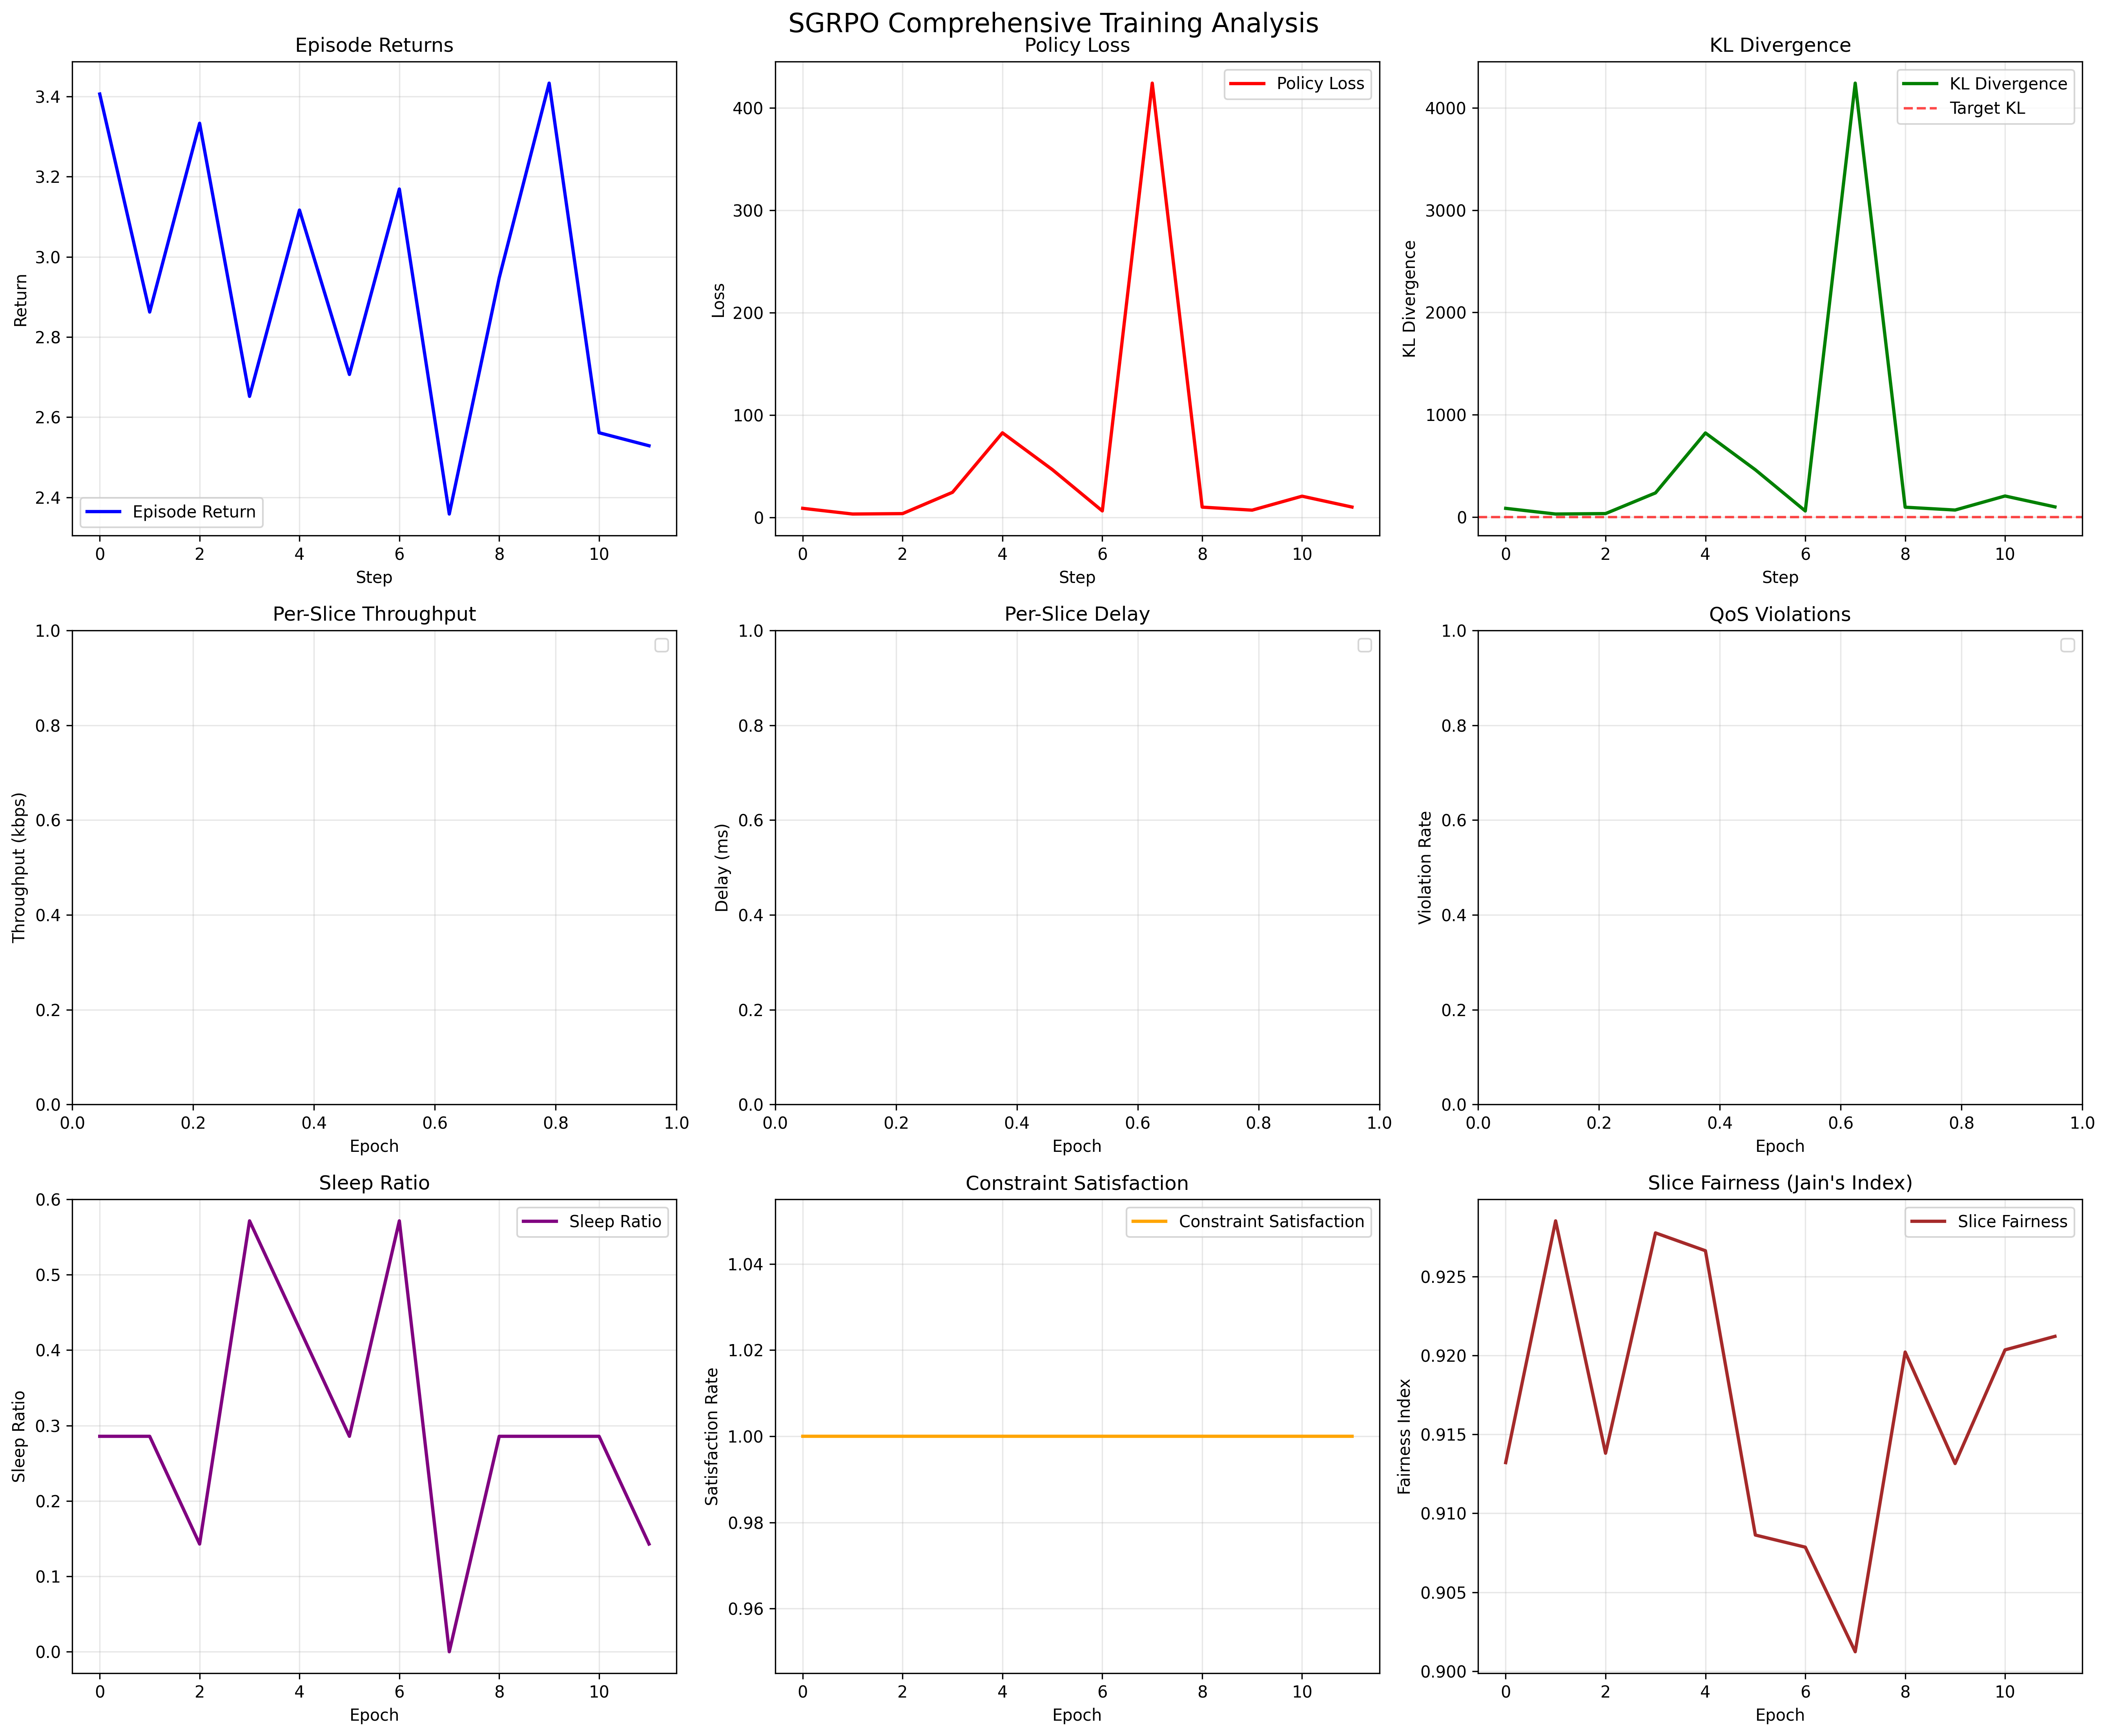 SGRPO Comprehensive Training Analysis
Episode Returns
3.4
3.2
3.0
2.8
2.6
2.4
Return
Episode Return
0 2 4 6 8 10
Step
Policy Loss
400
300
200
100
0
Loss
Policy Loss
0 2 4 6 8 10
Step
KL Divergence
4000
3000
2000
1000
0
KL Divergence
KL Divergence
Target KL
0 2 4 6 8 10
Step
Per-Slice Throughput
1.0
0.8
0.6
0.4
0.2
0.0
Throughput (kbps)
0.0 0.2 0.4 0.6 0.8 1.0
Epoch
Per-Slice Delay
1.0
0.8
0.6
0.4
0.2
0.0
Delay (ms)
0.0 0.2 0.4 0.6 0.8 1.0
Epoch
QoS Violations
1.0
0.8
0.6
0.4
0.2
0.0
Violation Rate
0.0 0.2 0.4 0.6 0.8 1.0
Epoch
Sleep Ratio
0.6
0.5
0.4
0.3
0.2
0.1
0.0
Sleep Ratio
Sleep Ratio
0 2 4 6 8 10
Epoch
Constraint Satisfaction
1.04
1.02
1.00
0.98
0.96
Satisfaction Rate
Constraint Satisfaction
0 2 4 6 8 10
Epoch
Slice Fairness (Jain's Index)
0.925
0.920
0.915
0.910
0.905
0.900
Fairness Index
Slice Fairness
0 2 4 6 8 10
Epoch